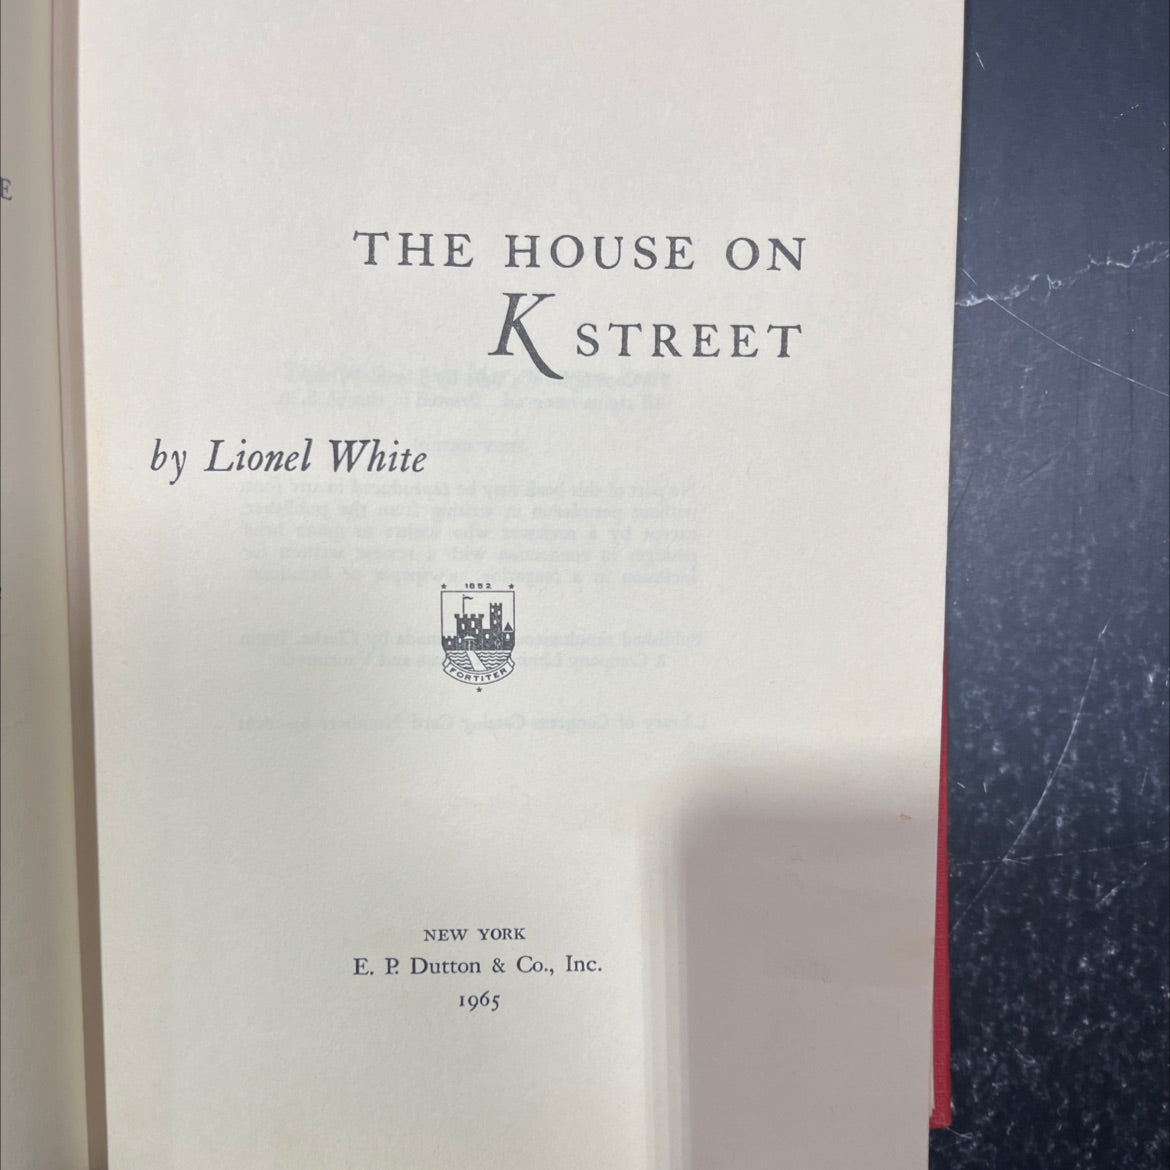 E
THE HOUSE ON
K STREET
by Lionel White
1852
FORTITER
NEW YORK
E. P. Dutton & Co., Inc.
1965